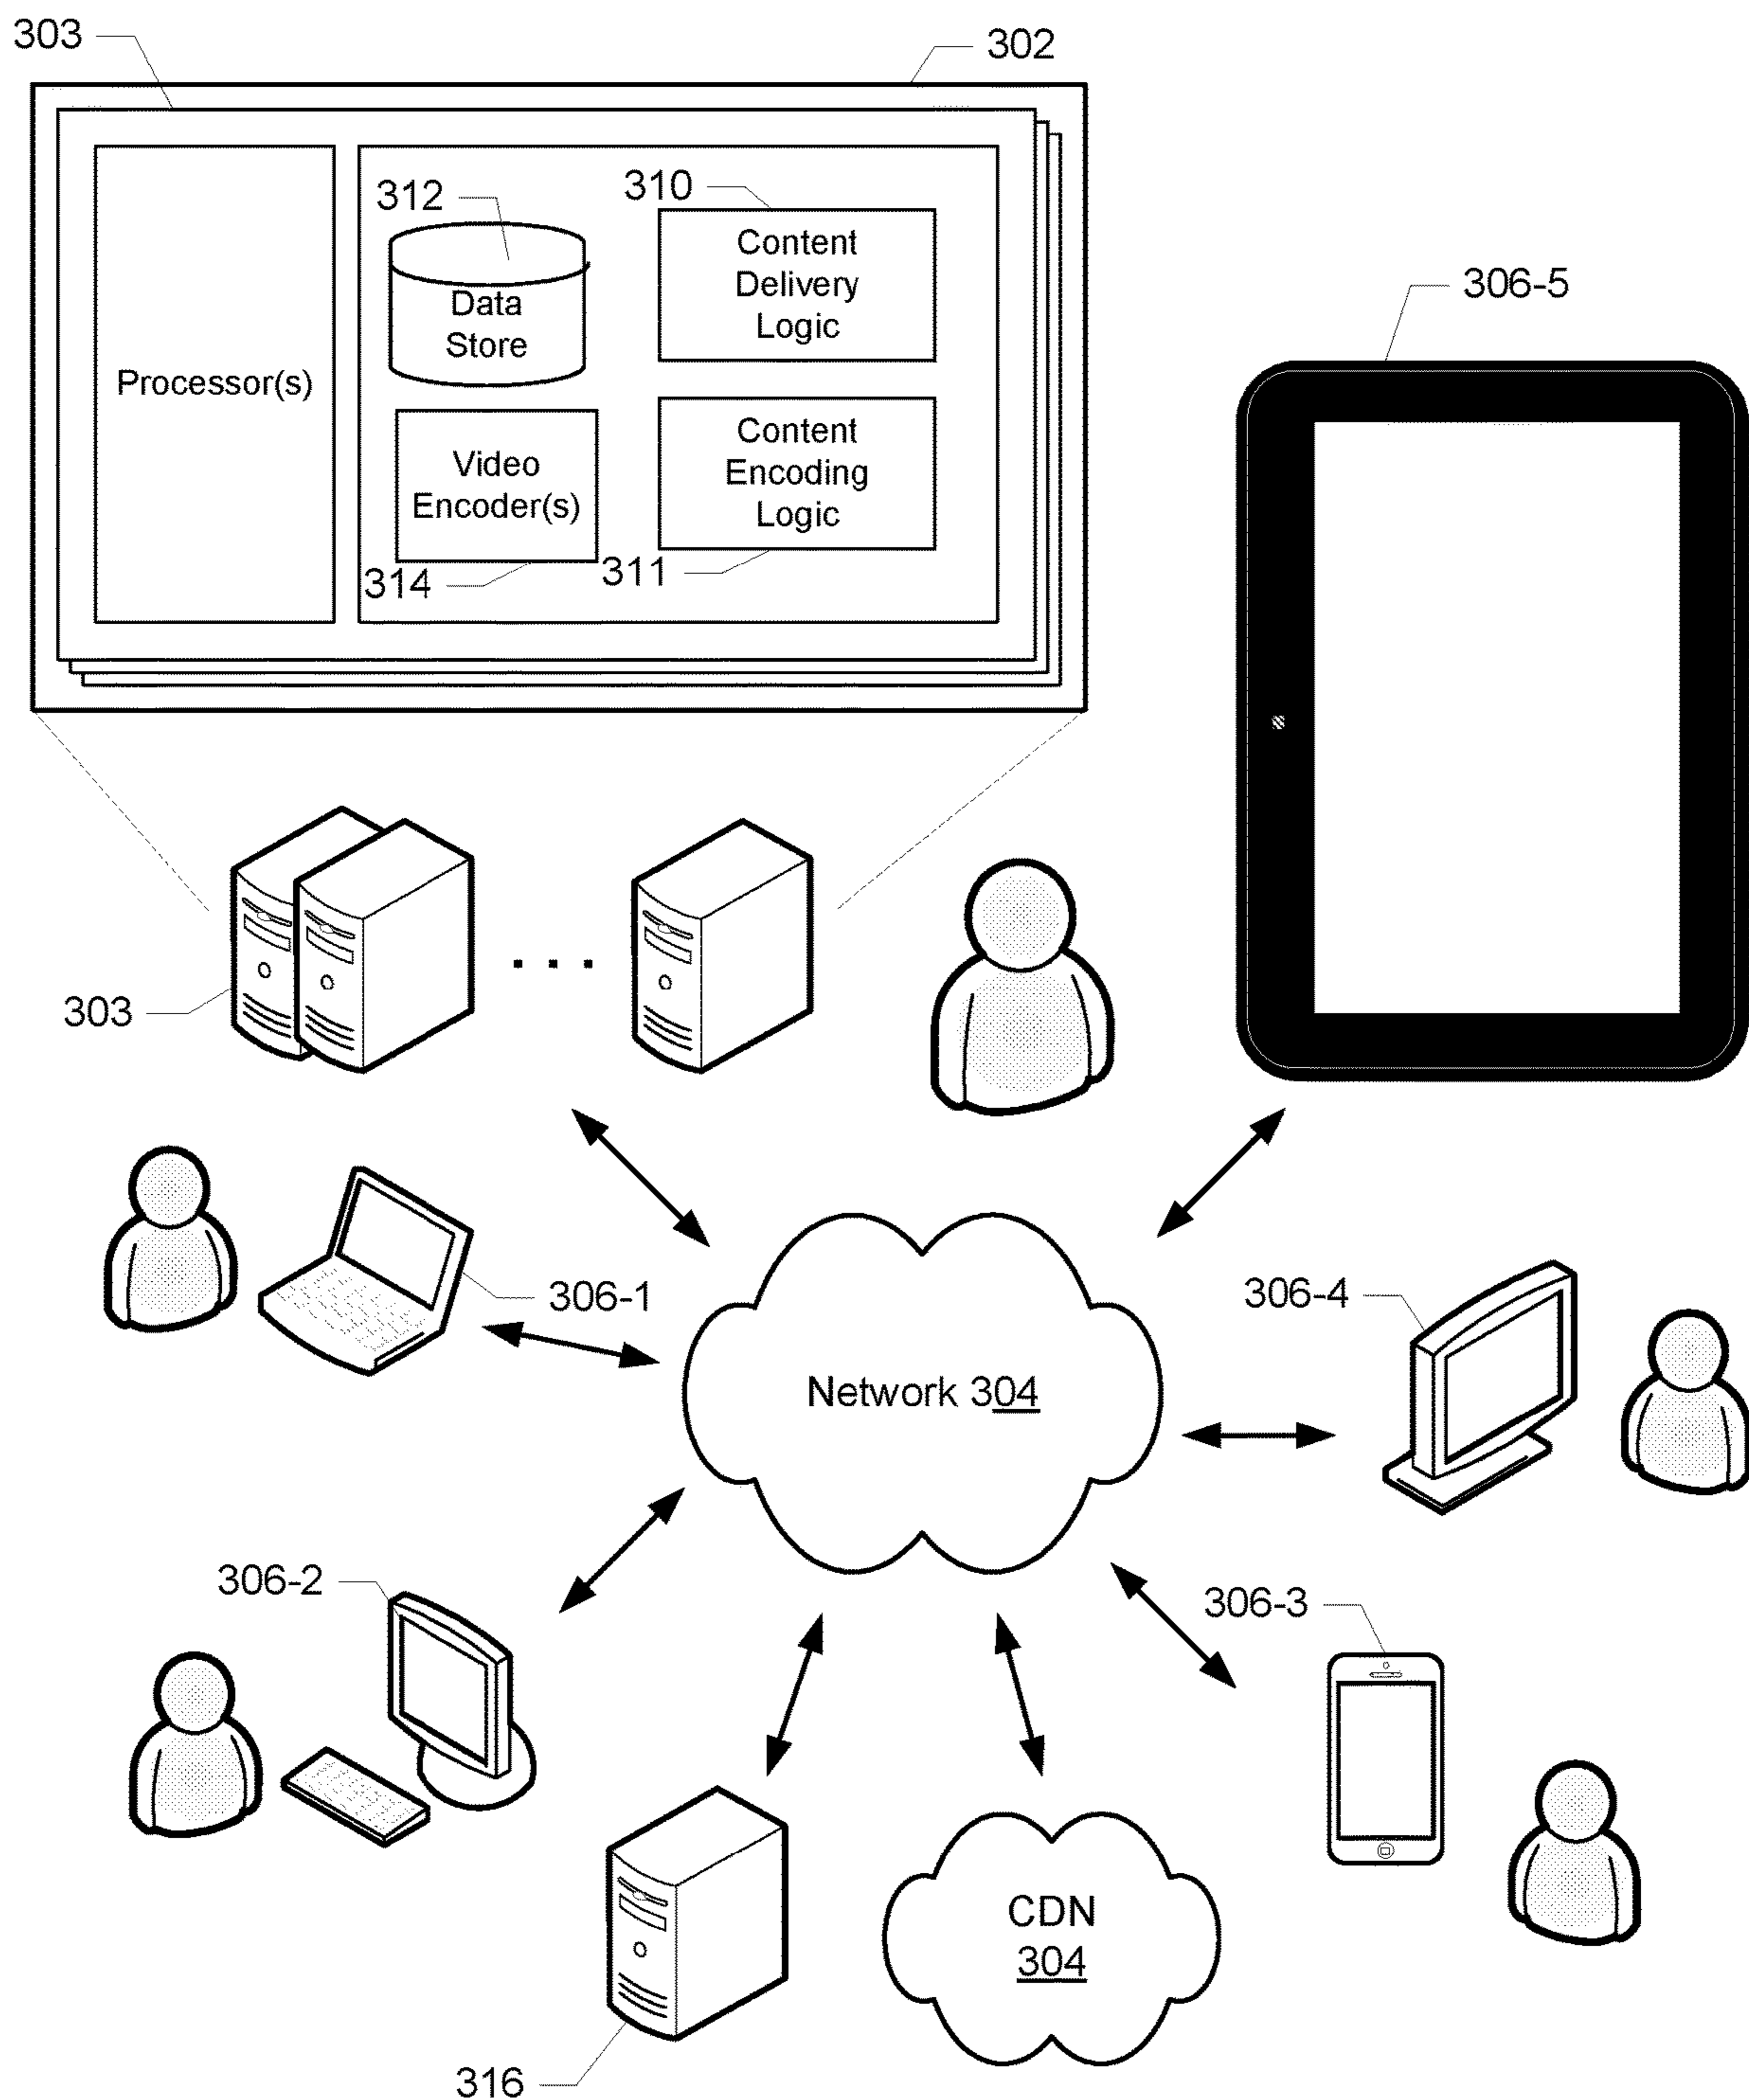 303
302
312
310
Content
Delivery
Logic
Data
Store
Processor(s)
Video
Encoder(s)
Content
Encoding
Logic
314
311
306-5
303
306-1
306-4
Network 304
306-2
306-3
CDN
304
316